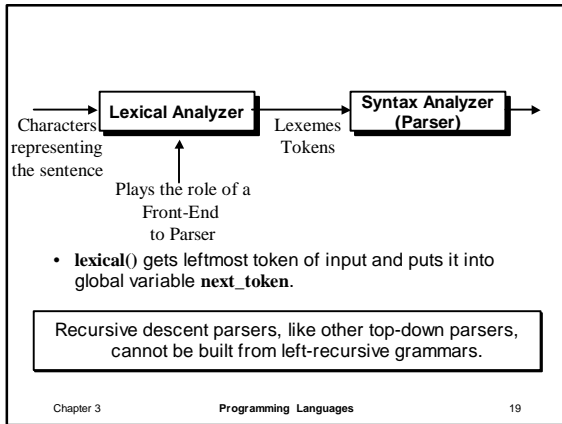 Lexical Analyzer
Syntax Analyzer
(Parser)
Characters
representing
the sentence
Lexemes
Tokens
Plays the role of a
Front-End
to Parser
• lexical() gets leftmost token of input and puts it into
global variable next_token.
Recursive descent parsers, like other top-down parsers,
cannot be built from left-recursive grammars.
Chapter 3 Programming Languages 19